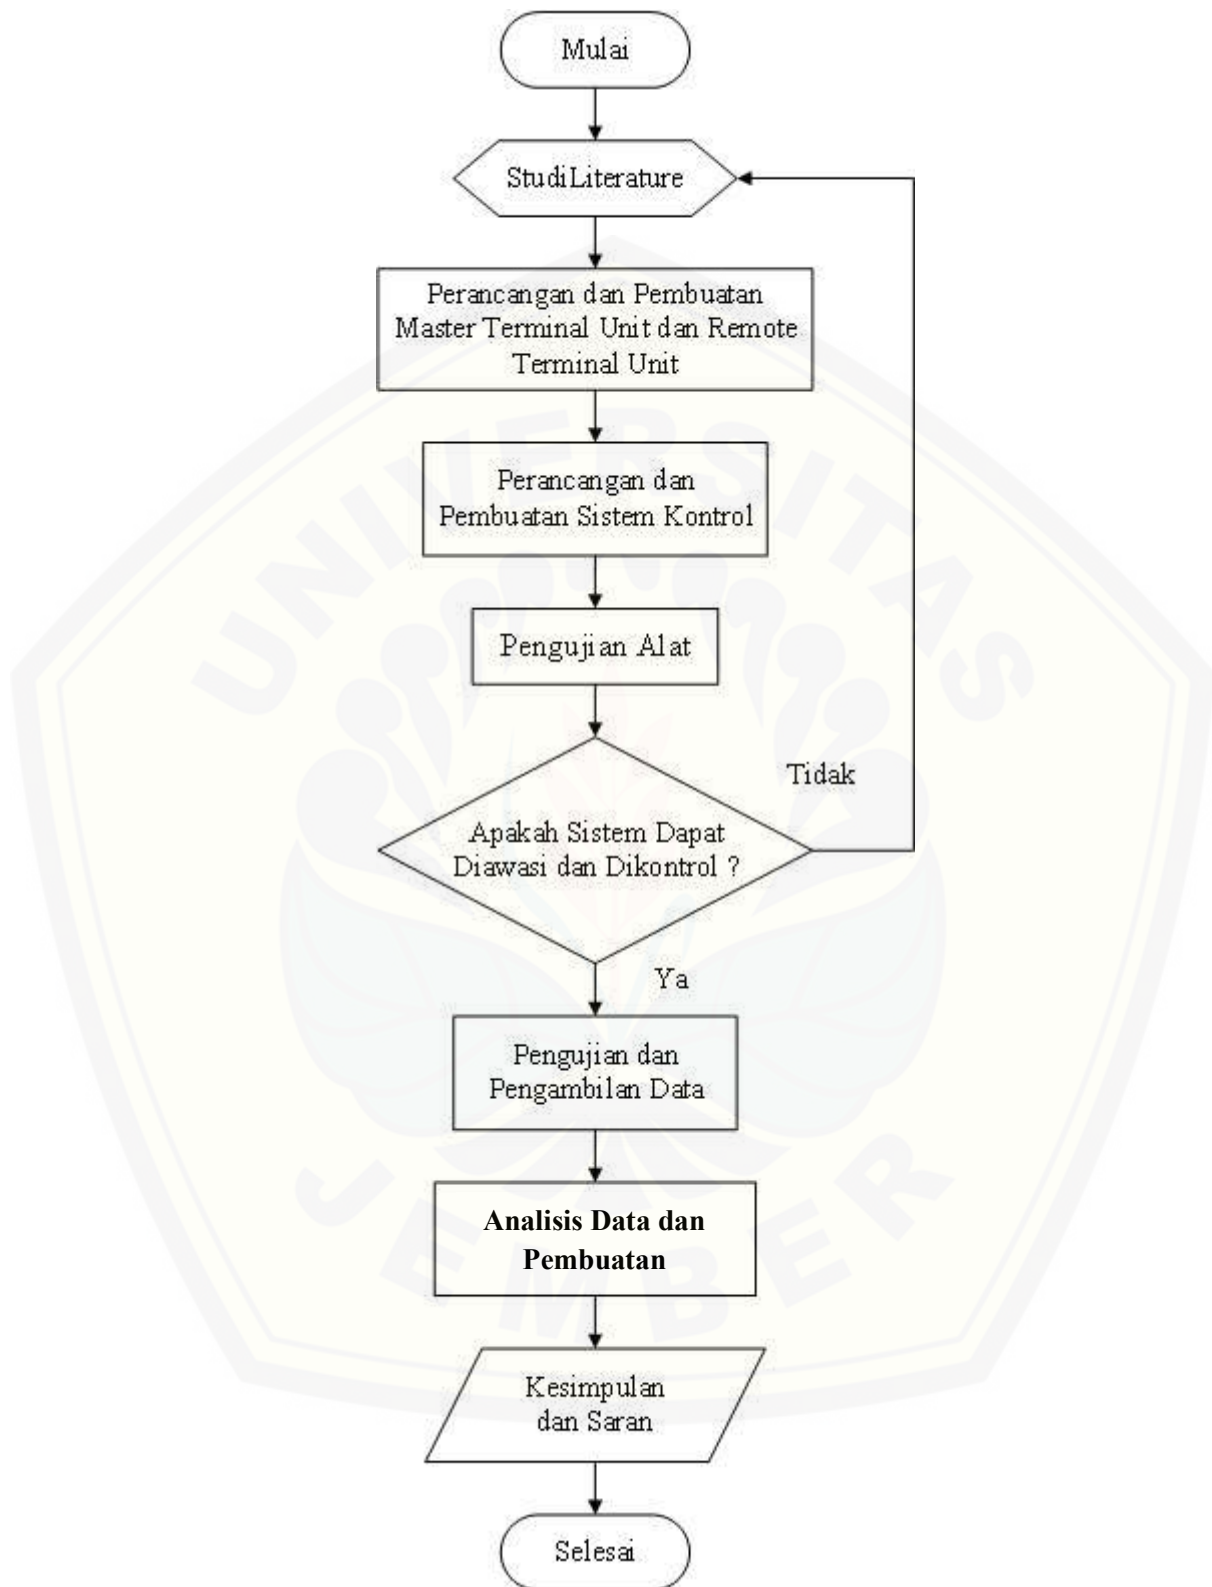 Mulai
StudiLiterature
Perancangan dan Pembuatan
Master Terminal Unit dan Remote
Terminal Unit
Perancangan dan
Pembuatan Sistem Kontrol
Pengujian Alat
Tidak
Apakah Sistem Dapat
Diawasi dan Dikontrol ?
Ya
Pengujian dan
Pengambilan Data
Analisis Data dan
Pembuatan
Kesimpulan
dan Saran
Selesai
UNIVERSITAS
JEMBER